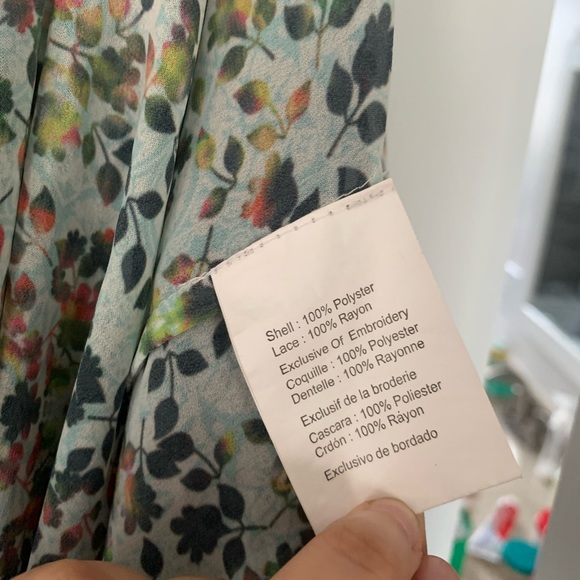 Shell : 100% Polyster
Lace : 100% Rayon
Exclusive Of Embroidery
Coquille : 100% Polyester
Dentelle : 100% Rayonne
Exclusif de la broderie
Cascara : 100% Poliester
Crdón : 100% Rayon
Exclusivo de bordado